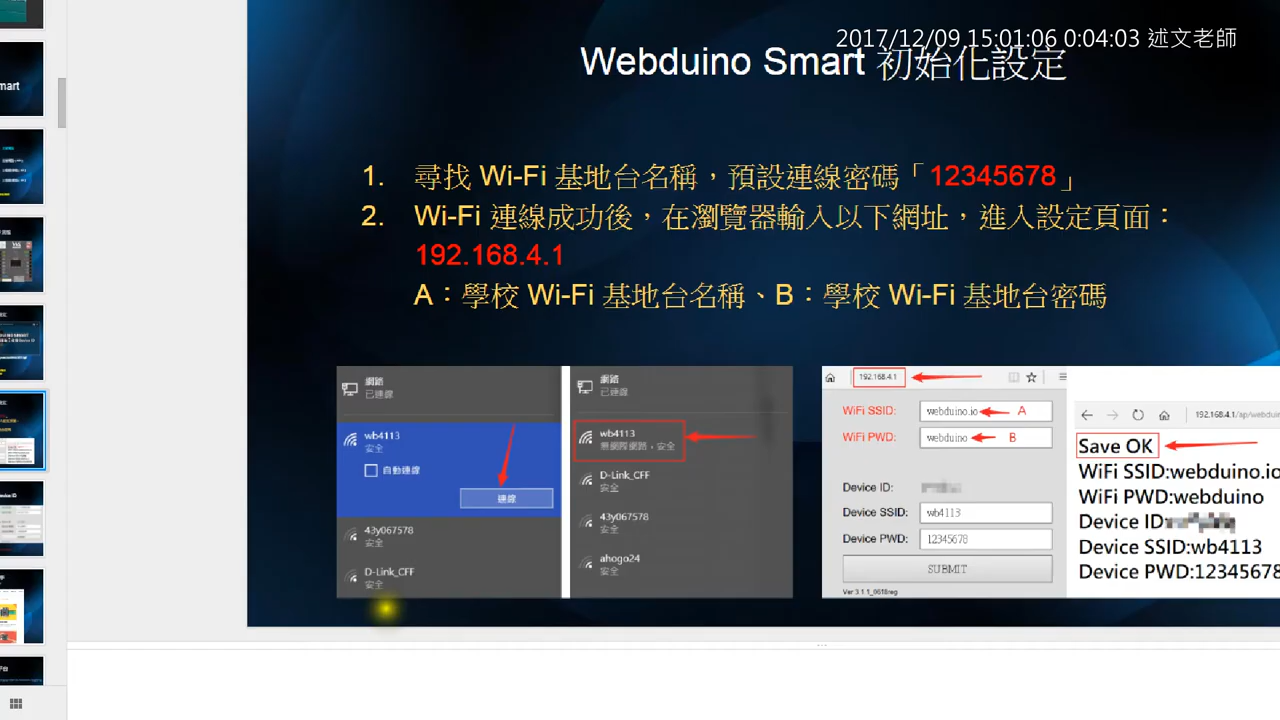 2017/12/09 15:01:06 0:04:03 述文老師
Webduino Smart 初始化設定
1. 尋找 Wi-Fi 基地台名稱，預設連線密碼「12345678」
2. Wi-Fi 連線成功後，在瀏覽器輸入以下網址，進入設定頁面：
192.168.4.1
A：學校 Wi-Fi 基地台名稱、B：學校 Wi-Fi 基地台密碼
網路
已連線
wb4113
安全
自動連線
連線
43y067578
安全
D-Link_CFF
安全
網路
已連線
wb4113
無網際網路，安全
D-Link_CFF
安全
43y067578
安全
ahogo24
安全
192.168.4.1
WiFi SSID: webduino.io A
WiFi PWD: webduino B
Device ID:
Device SSID: wb4113
Device PWD: 12345678
SUBMIT
192.168.4.1/ap/webduin
Save OK
WiFi SSID:webduino.io
WiFi PWD:webduino
Device ID:
Device SSID:wb4113
Device PWD:12345678
mart